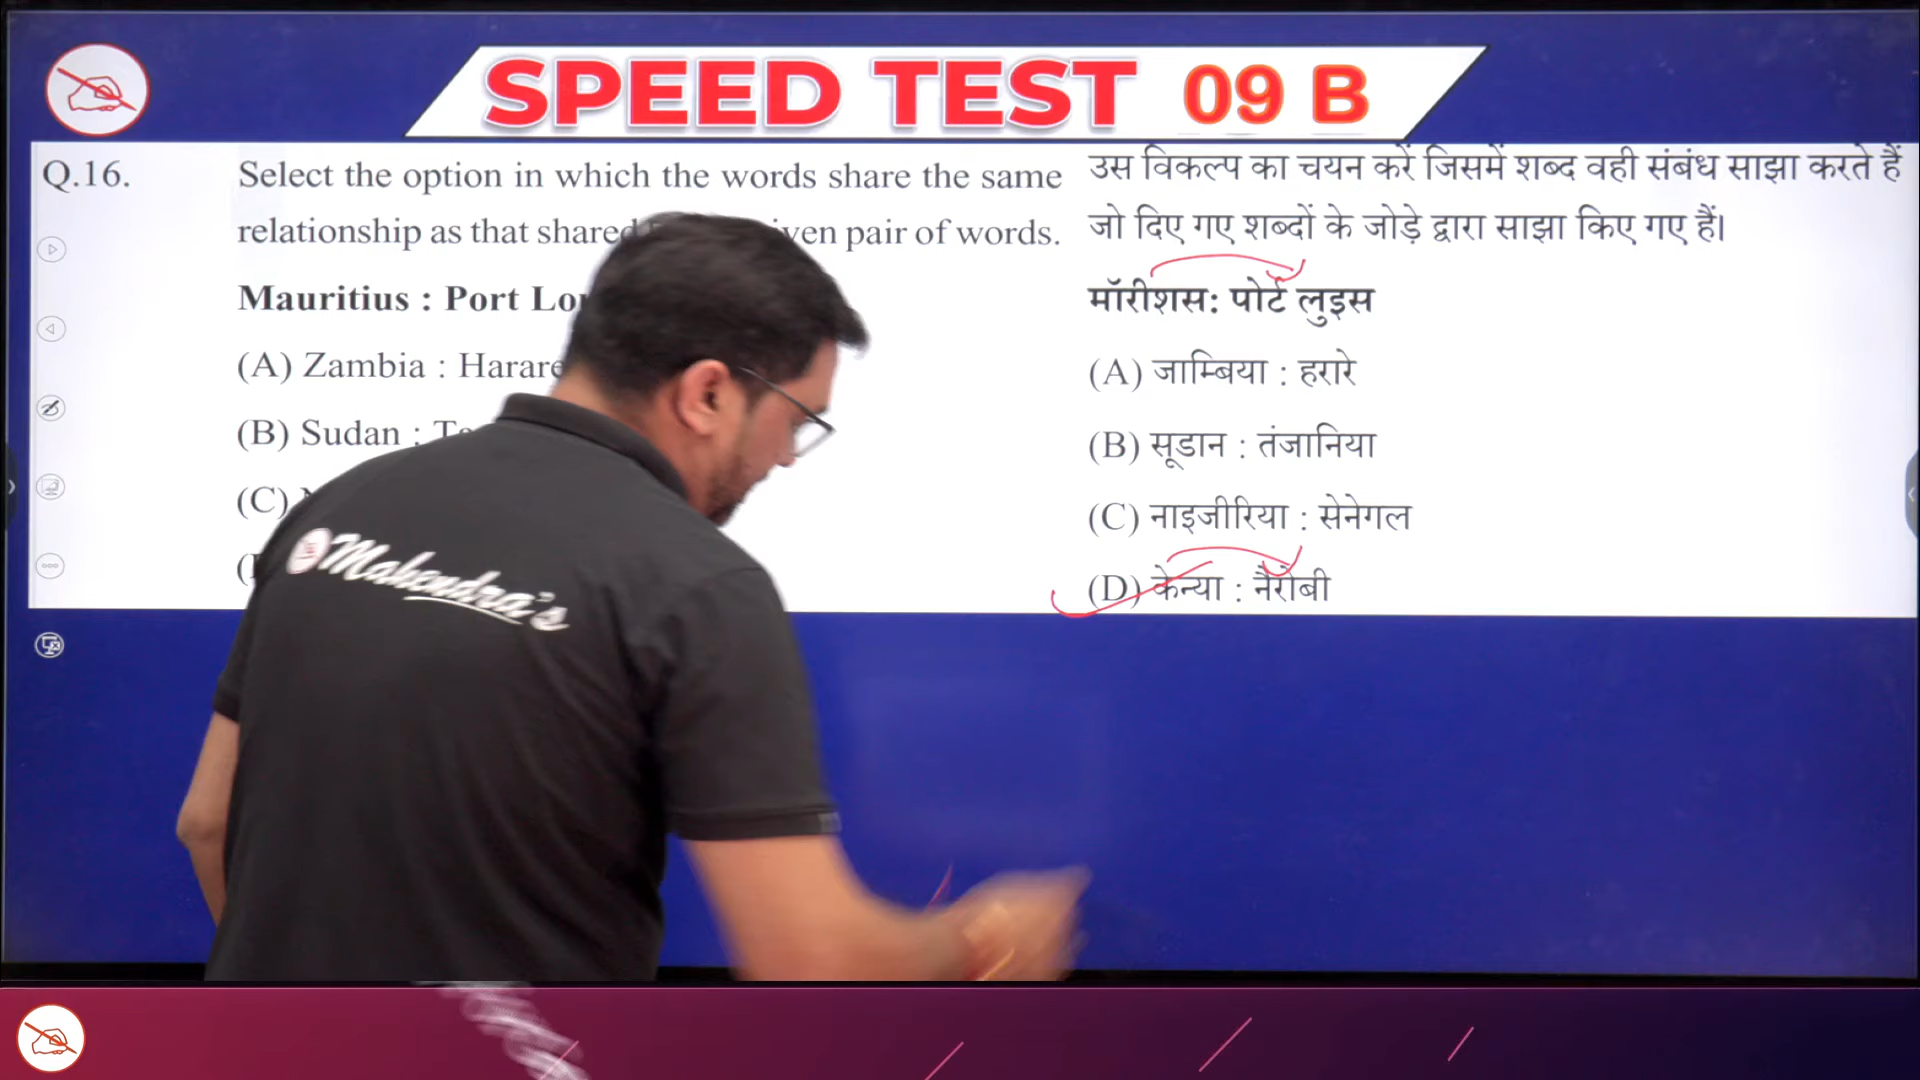 SPEED TEST 09 B
Q.16.
Select the option in which the words share the same
relationship as that shared ven pair of words.
Mauritius : Port Lou
(A) Zambia : Harare
(B) Sudan :
(C)
उस विकल्प का चयन करें जिसमें शब्द वही संबंध साझा करते हैं
जो दिए गए शब्दों के जोड़े द्वारा साझा किए गए हैं।
मॉरीशस: पोर्ट लुइस
(A) जाम्बिया : हरारे
(B) सूडान : तंजानिया
(C) नाइजीरिया : सेनेगल
(D) केन्या : नैरोबी
Mahendra's